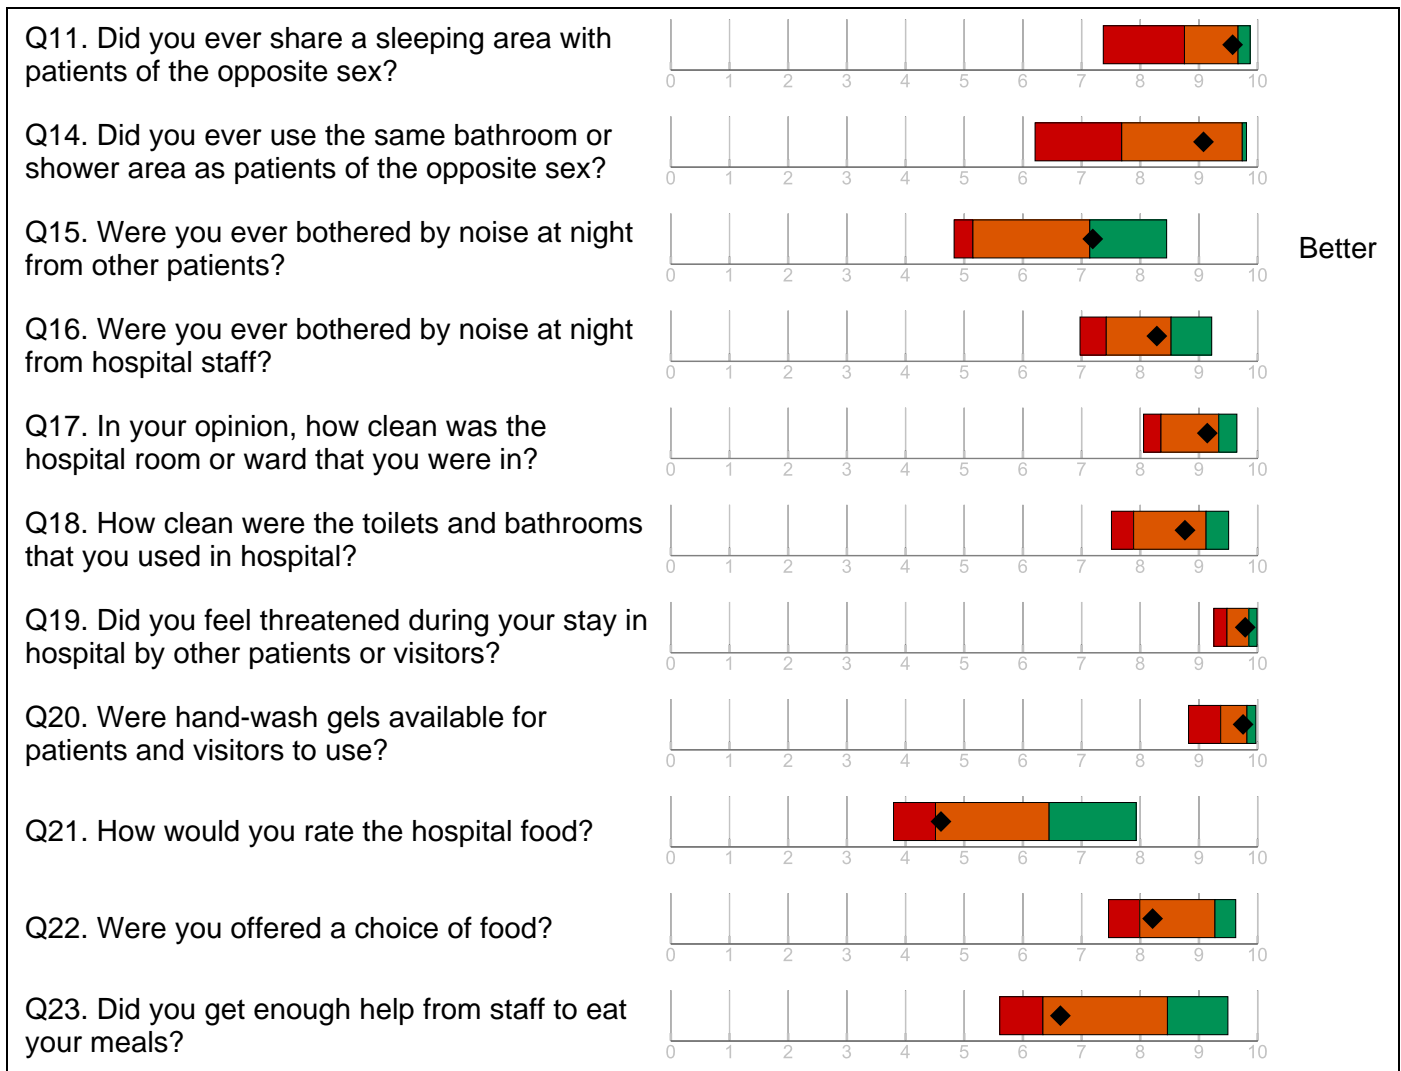 Q11. Did you ever share a sleeping area with
patients of the opposite sex?
0 1 2 3 4 5 6 7 8 9 10
Q14. Did you ever use the same bathroom or
shower area as patients of the opposite sex?
0 1 2 3 4 5 6 7 8 9 10
Q15. Were you ever bothered by noise at night
from other patients?
0 1 2 3 4 5 6 7 8 9 10
Better
Q16. Were you ever bothered by noise at night
from hospital staff?
0 1 2 3 4 5 6 7 8 9 10
Q17. In your opinion, how clean was the
hospital room or ward that you were in?
0 1 2 3 4 5 6 7 8 9 10
Q18. How clean were the toilets and bathrooms
that you used in hospital?
0 1 2 3 4 5 6 7 8 9 10
Q19. Did you feel threatened during your stay in
hospital by other patients or visitors?
0 1 2 3 4 5 6 7 8 9 10
Q20. Were hand-wash gels available for
patients and visitors to use?
0 1 2 3 4 5 6 7 8 9 10
Q21. How would you rate the hospital food?
0 1 2 3 4 5 6 7 8 9 10
Q22. Were you offered a choice of food?
0 1 2 3 4 5 6 7 8 9 10
Q23. Did you get enough help from staff to eat
your meals?
0 1 2 3 4 5 6 7 8 9 10